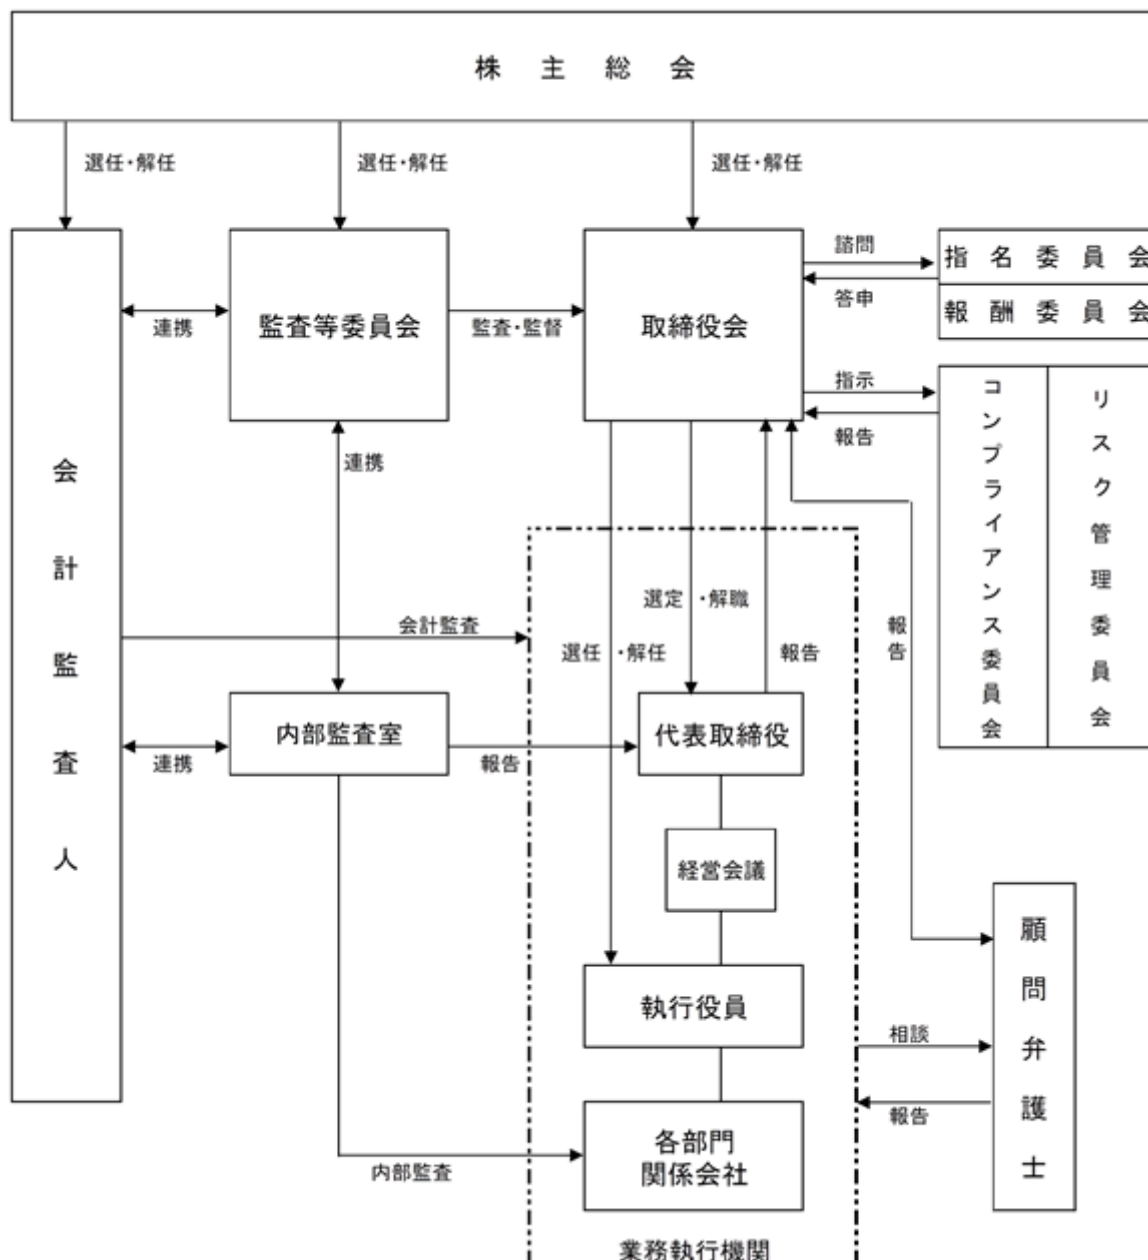 株主総会
選任・解任
選任・解任
選任・解任
会計監査人
連携
監査等委員会
監査・監督
取締役会
諮問
答申
指名委員会
報酬委員会
指示
報告
コンプライアンス委員会
リスク管理委員会
連携
会計監査
選定・解職
選任・解任
報告
報告
連携
内部監査室
報告
代表取締役
経営会議
執行役員
相談
報告
顧問弁護士
内部監査
各部門
関係会社
業務執行機関